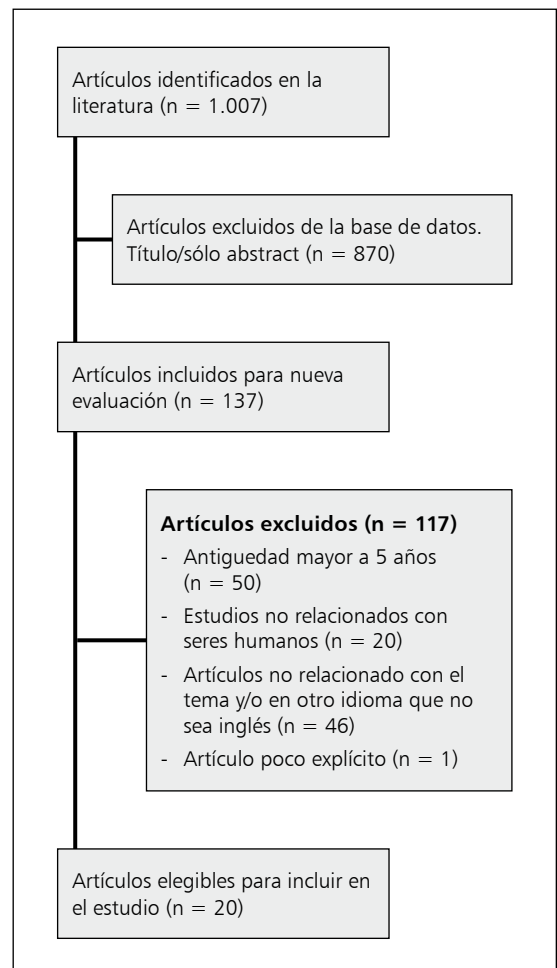 Artículos identificados en la
literatura (n = 1.007)
Artículos excluidos de la base de datos.
Título/sólo abstract (n = 870)
Artículos incluidos para nueva
evaluación (n = 137)
Artículos excluidos (n = 117)
- Antiguedad mayor a 5 años
(n = 50)
- Estudios no relacionados con
seres humanos (n = 20)
- Artículos no relacionado con el
tema y/o en otro idioma que no
sea inglés (n = 46)
- Artículo poco explícito (n = 1)
Artículos elegibles para incluir en
el estudio (n = 20)